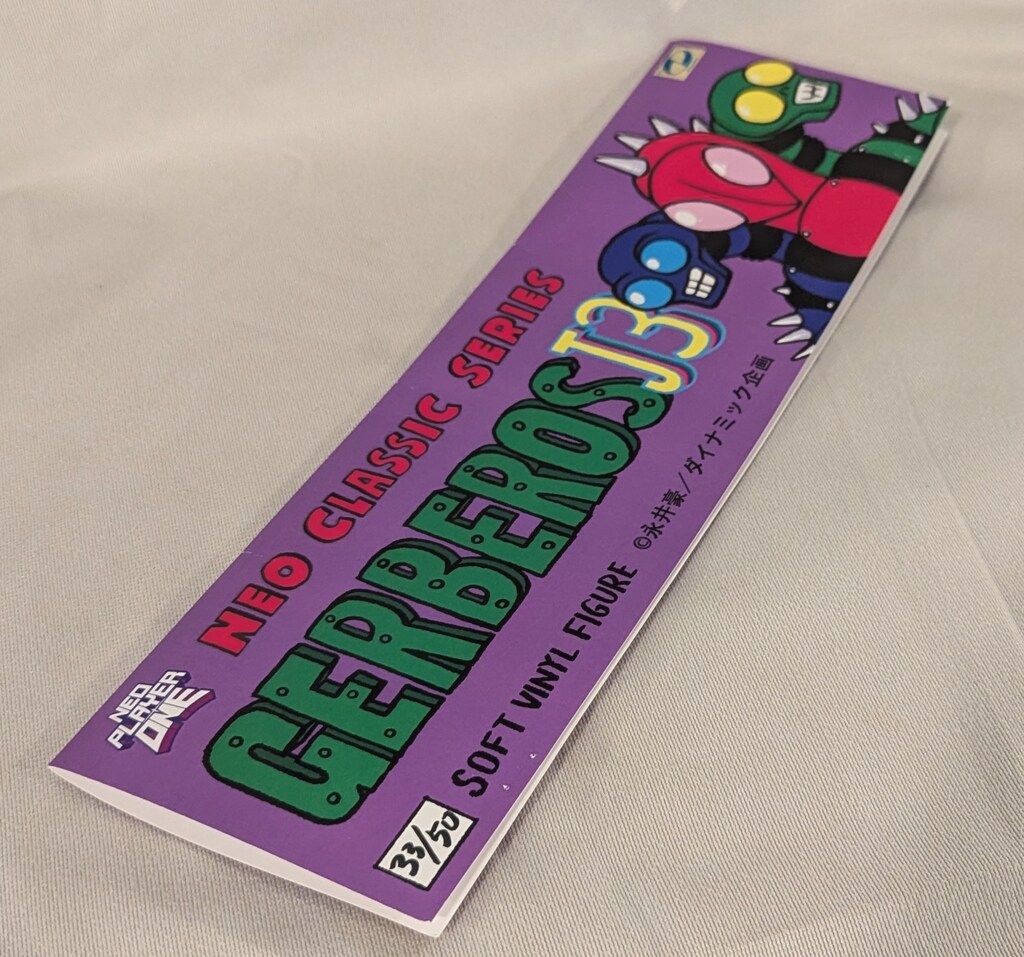 NEO PLAYER ONE
NEO CLASSIC SERIES
GERBEROS J3
SOFT VINYL FIGURE ©永井豪/ダイナミック企画
33/50